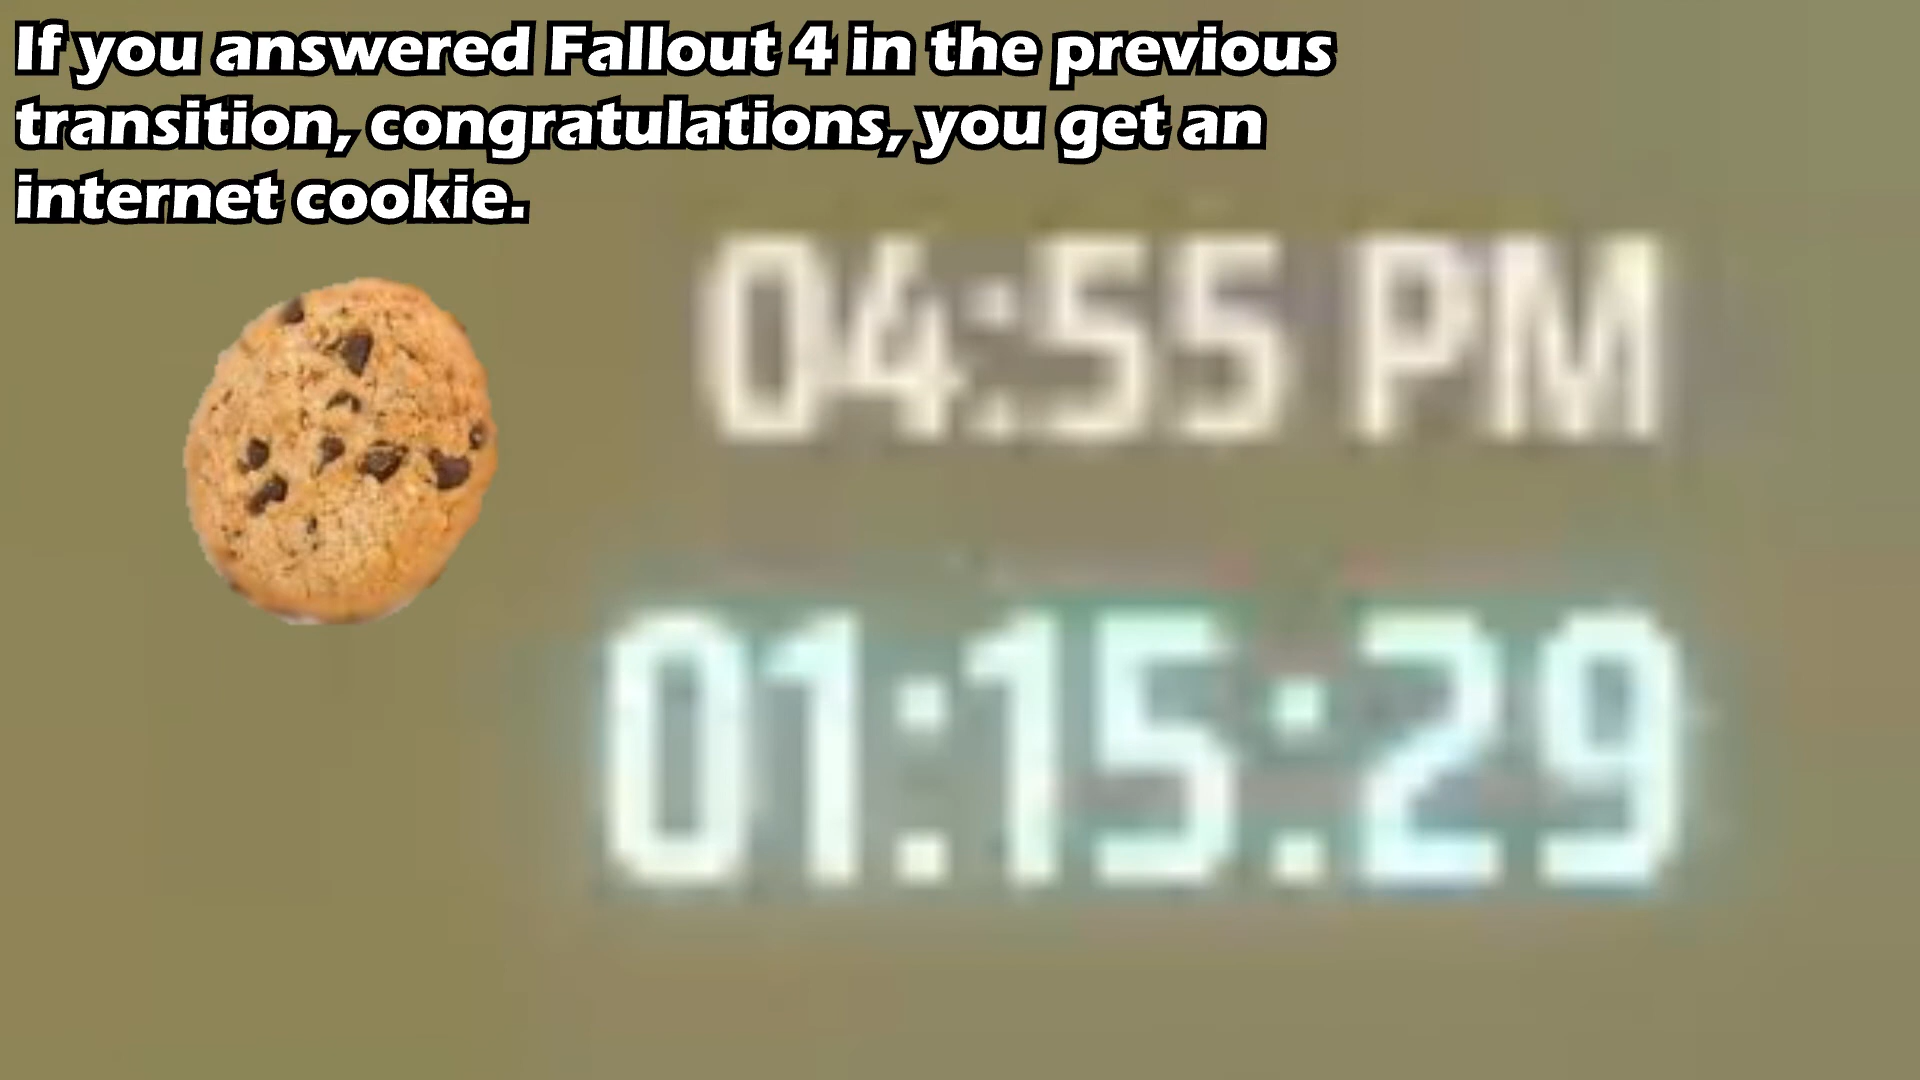 If you answered Fallout 4 in the previous
transition, congratulations, you get an
internet cookie.
04:55 PM
01:15:29